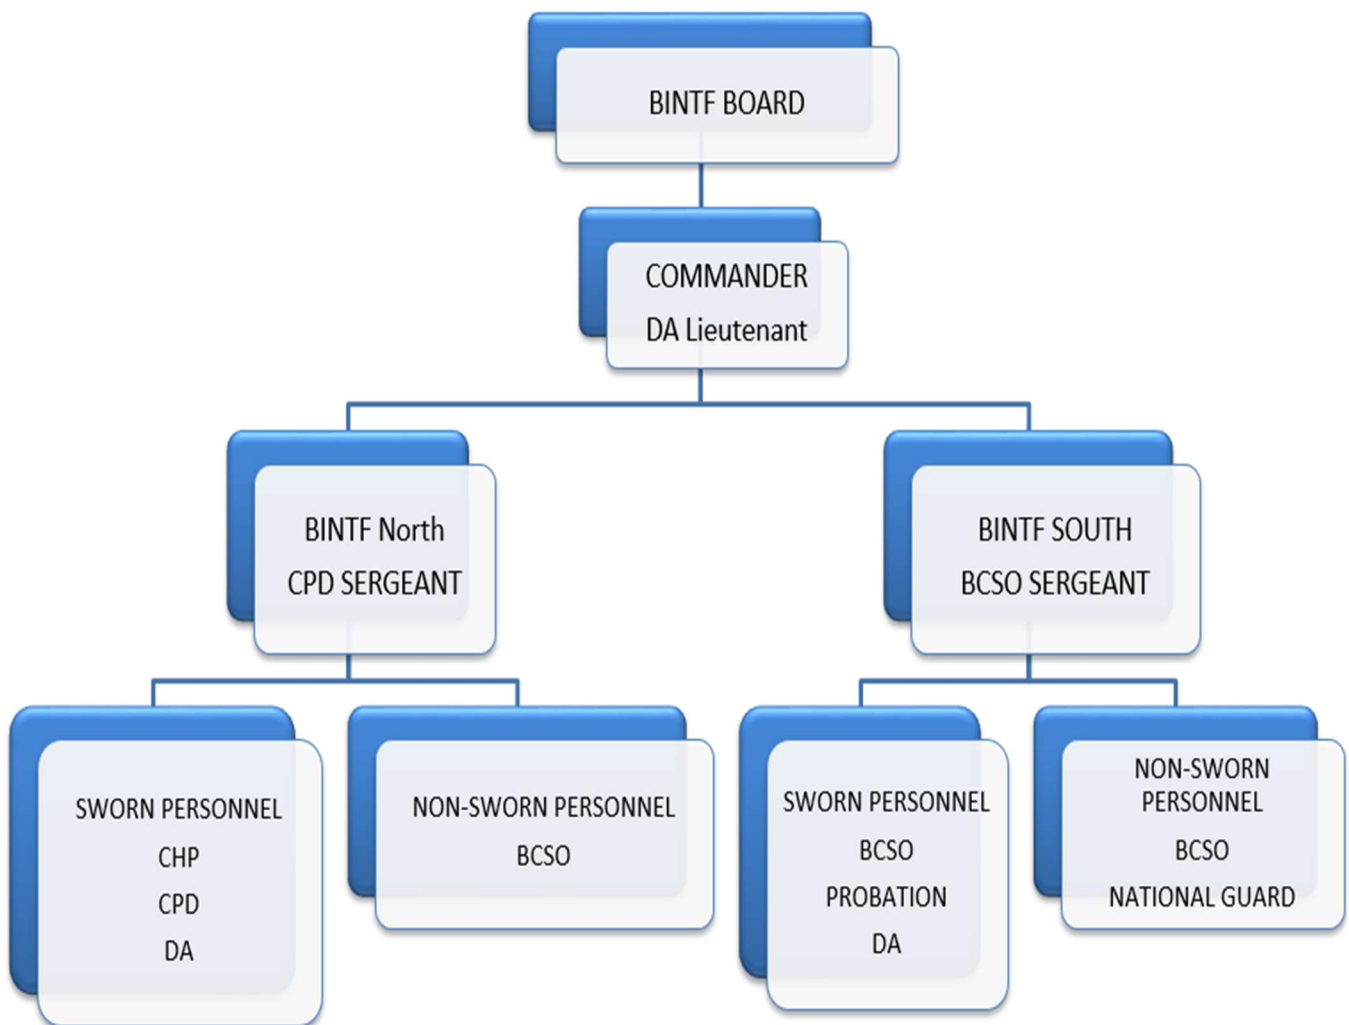 BINTF BOARD
COMMANDER
DA Lieutenant
BINTF North
CPD SERGEANT
BINTF SOUTH
BCSO SERGEANT
SWORN PERSONNEL
CHP
CPD
DA
NON-SWORN PERSONNEL
BCSO
SWORN PERSONNEL
BCSO
PROBATION
DA
NON-SWORN
PERSONNEL
BCSO
NATIONAL GUARD